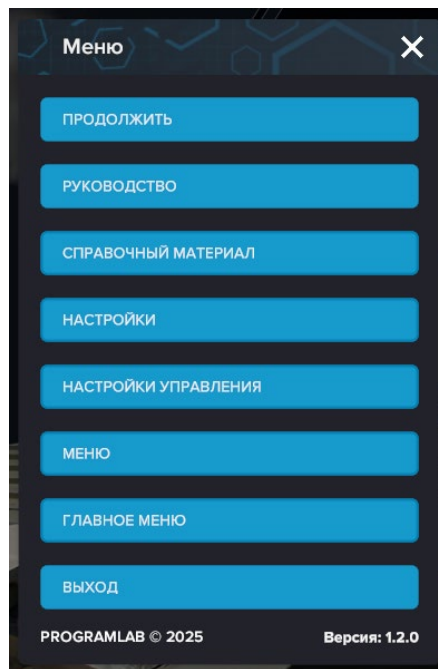 Меню
ПРОДОЛЖИТЬ
РУКОВОДСТВО
СПРАВОЧНЫЙ МАТЕРИАЛ
НАСТРОЙКИ
НАСТРОЙКИ УПРАВЛЕНИЯ
МЕНЮ
ГЛАВНОЕ МЕНЮ
ВЫХОД
PROGRAMLAB © 2025 Версия: 1.2.0